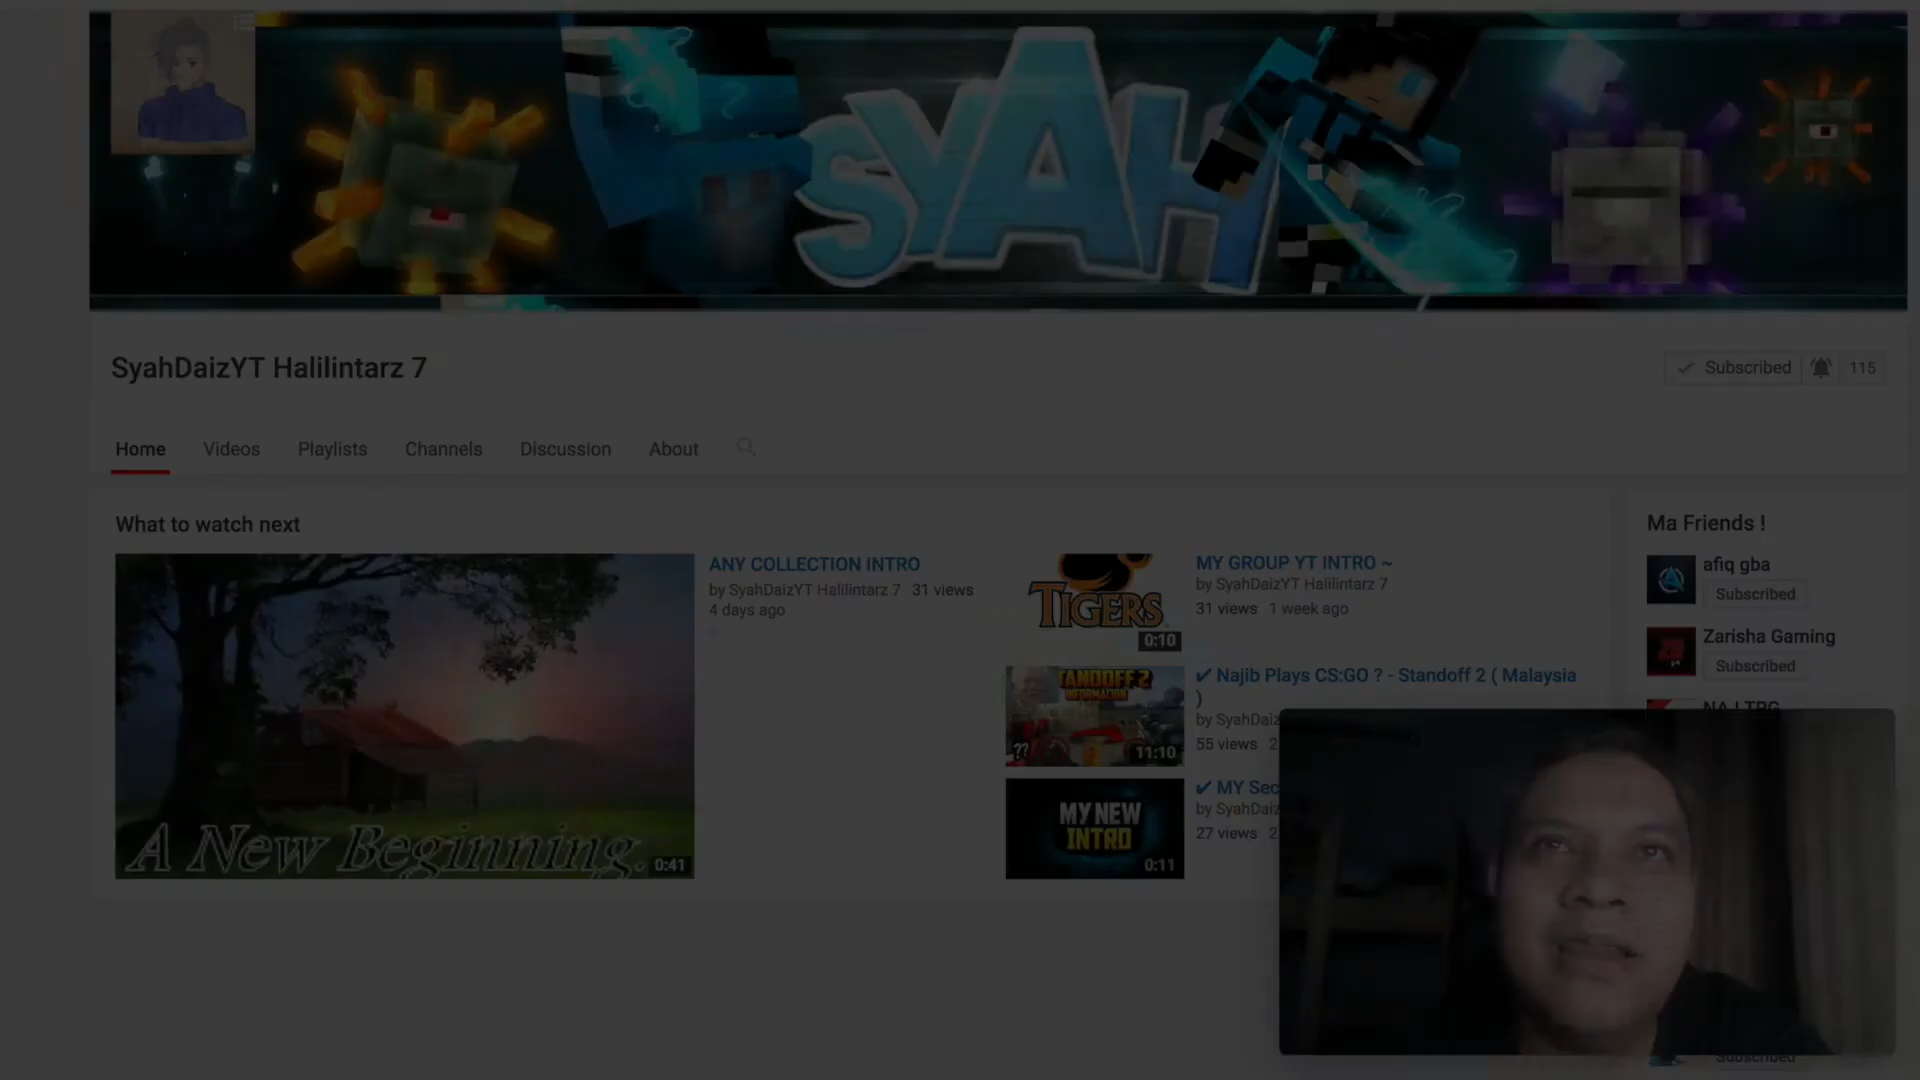 SYAH
SyahDaizYT Halilintarz 7
Subscribed 115
Home Videos Playlists Channels Discussion About
What to watch next
A New Beginning.
0:41
ANY COLLECTION INTRO
by SyahDaizYT Halilintarz 7 31 views
4 days ago
TIGERS
0:10
MY GROUP YT INTRO ~
by SyahDaizYT Halilintarz 7
31 views 1 week ago
STANDOFF 2
INFORMATION
??
11:10
✔ Najib Plays CS:GO ? - Standoff 2 ( Malaysia
)
by SyahDaiz
55 views 2
MY NEW
INTRO
0:11
✔ MY Sec
by SyahDaiz
27 views 2
Ma Friends !
afiq gba
Subscribed
Zarisha Gaming
Subscribed
Subscribed